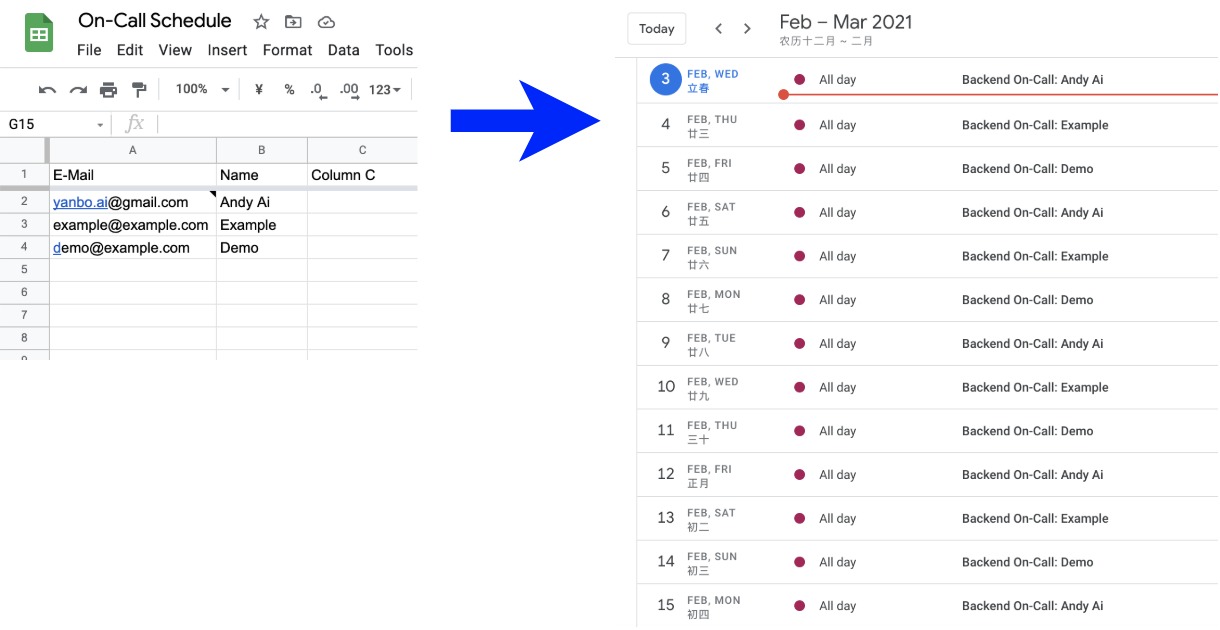 On-Call Schedule
File Edit View Insert Format Data Tools
100% ¥ % .0 .00 123
G15 fx
A B C
1 E-Mail Name Column C
2 yanbo.ai@gmail.com Andy Ai
3 example@example.com Example
4 demo@example.com Demo
5
6
7
8
9
Today Feb – Mar 2021
农历十二月 ~ 二月
3 FEB, WED All day Backend On-Call: Andy Ai
立春
4 FEB, THU All day Backend On-Call: Example
廿三
5 FEB, FRI All day Backend On-Call: Demo
廿四
6 FEB, SAT All day Backend On-Call: Andy Ai
廿五
7 FEB, SUN All day Backend On-Call: Example
廿六
8 FEB, MON All day Backend On-Call: Demo
廿七
9 FEB, TUE All day Backend On-Call: Andy Ai
廿八
10 FEB, WED All day Backend On-Call: Example
廿九
11 FEB, THU All day Backend On-Call: Demo
三十
12 FEB, FRI All day Backend On-Call: Andy Ai
正月
13 FEB, SAT All day Backend On-Call: Example
初二
14 FEB, SUN All day Backend On-Call: Demo
初三
15 FEB, MON All day Backend On-Call: Andy Ai
初四